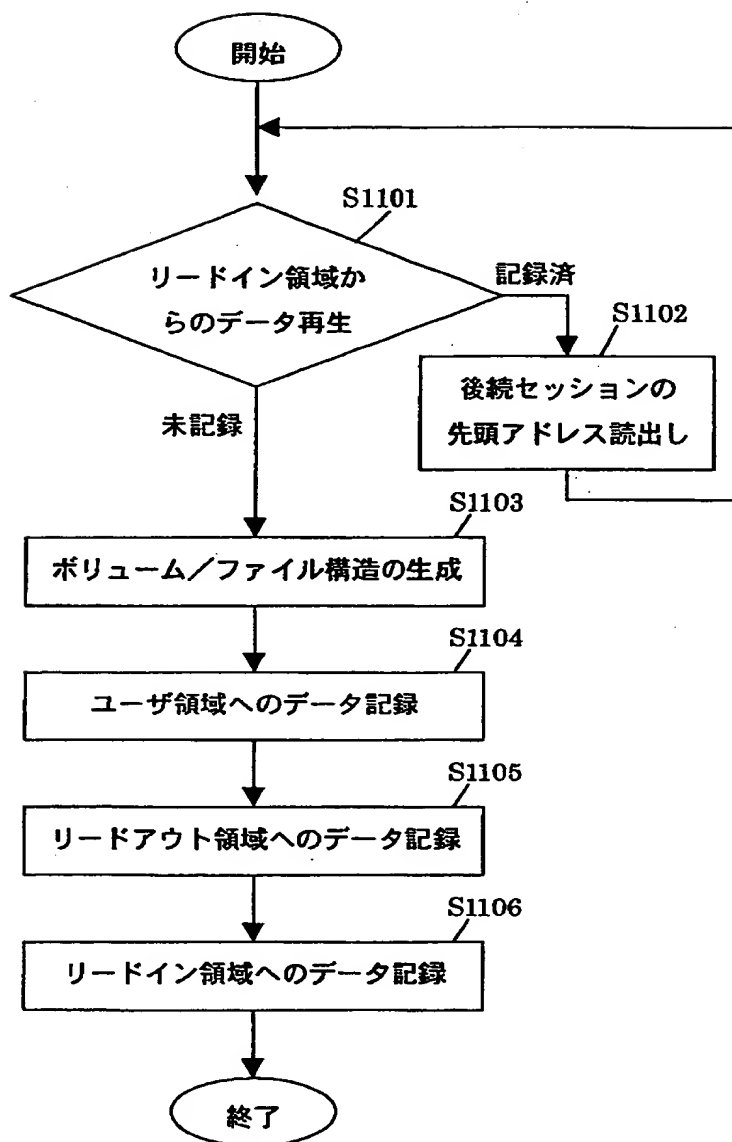 開始
S1101
リードイン領域か
らのデータ再生
記録済
S1102
後続セッションの
先頭アドレス読出し
未記録
S1103
ボリューム／ファイル構造の生成
S1104
ユーザ領域へのデータ記録
S1105
リードアウト領域へのデータ記録
S1106
リードイン領域へのデータ記録
終了